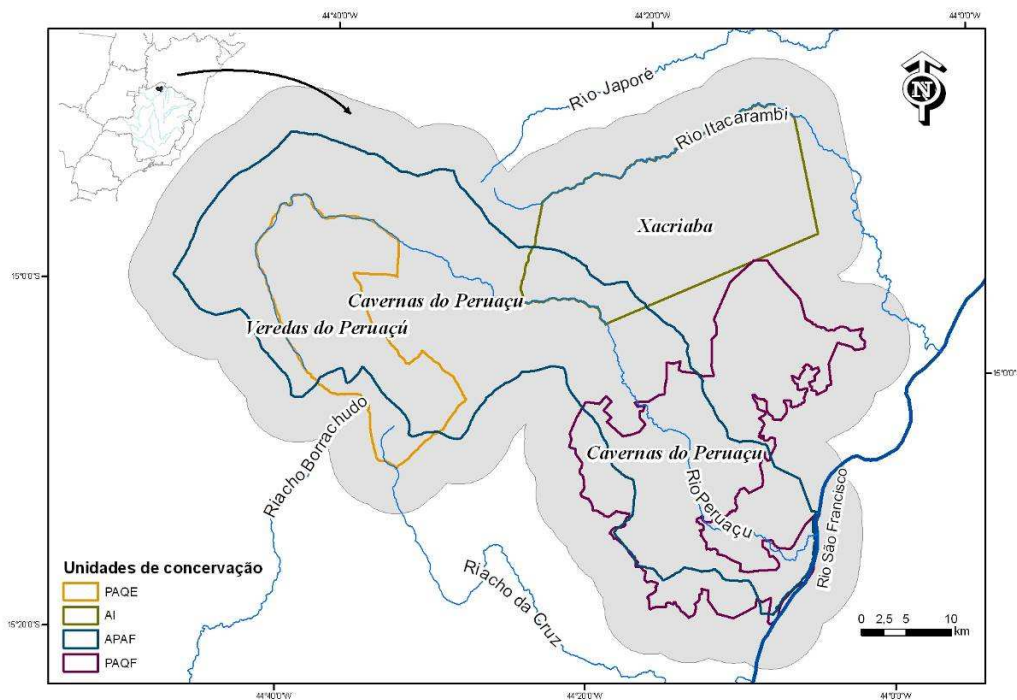 44°40'0"W
44°20'0"W
44°0'0"W
N
Rio Japoré
Rio Itacarambi
Xacriaba
15°0'0"S
Cavernas do Peruaçu
Veredas do Peruaçú
15°0'0"
Riacho Borrachudo
Cavernas do Peruaçu
Rio Peruaçu
Rio São Francisco
Riacho da Cruz
Unidades de concervação
PAQE
AI
APAF
PAQF
0 2,5 5 10
km
15°20'0"S
44°40'0"W
44°20'0"W
44°0'0"W